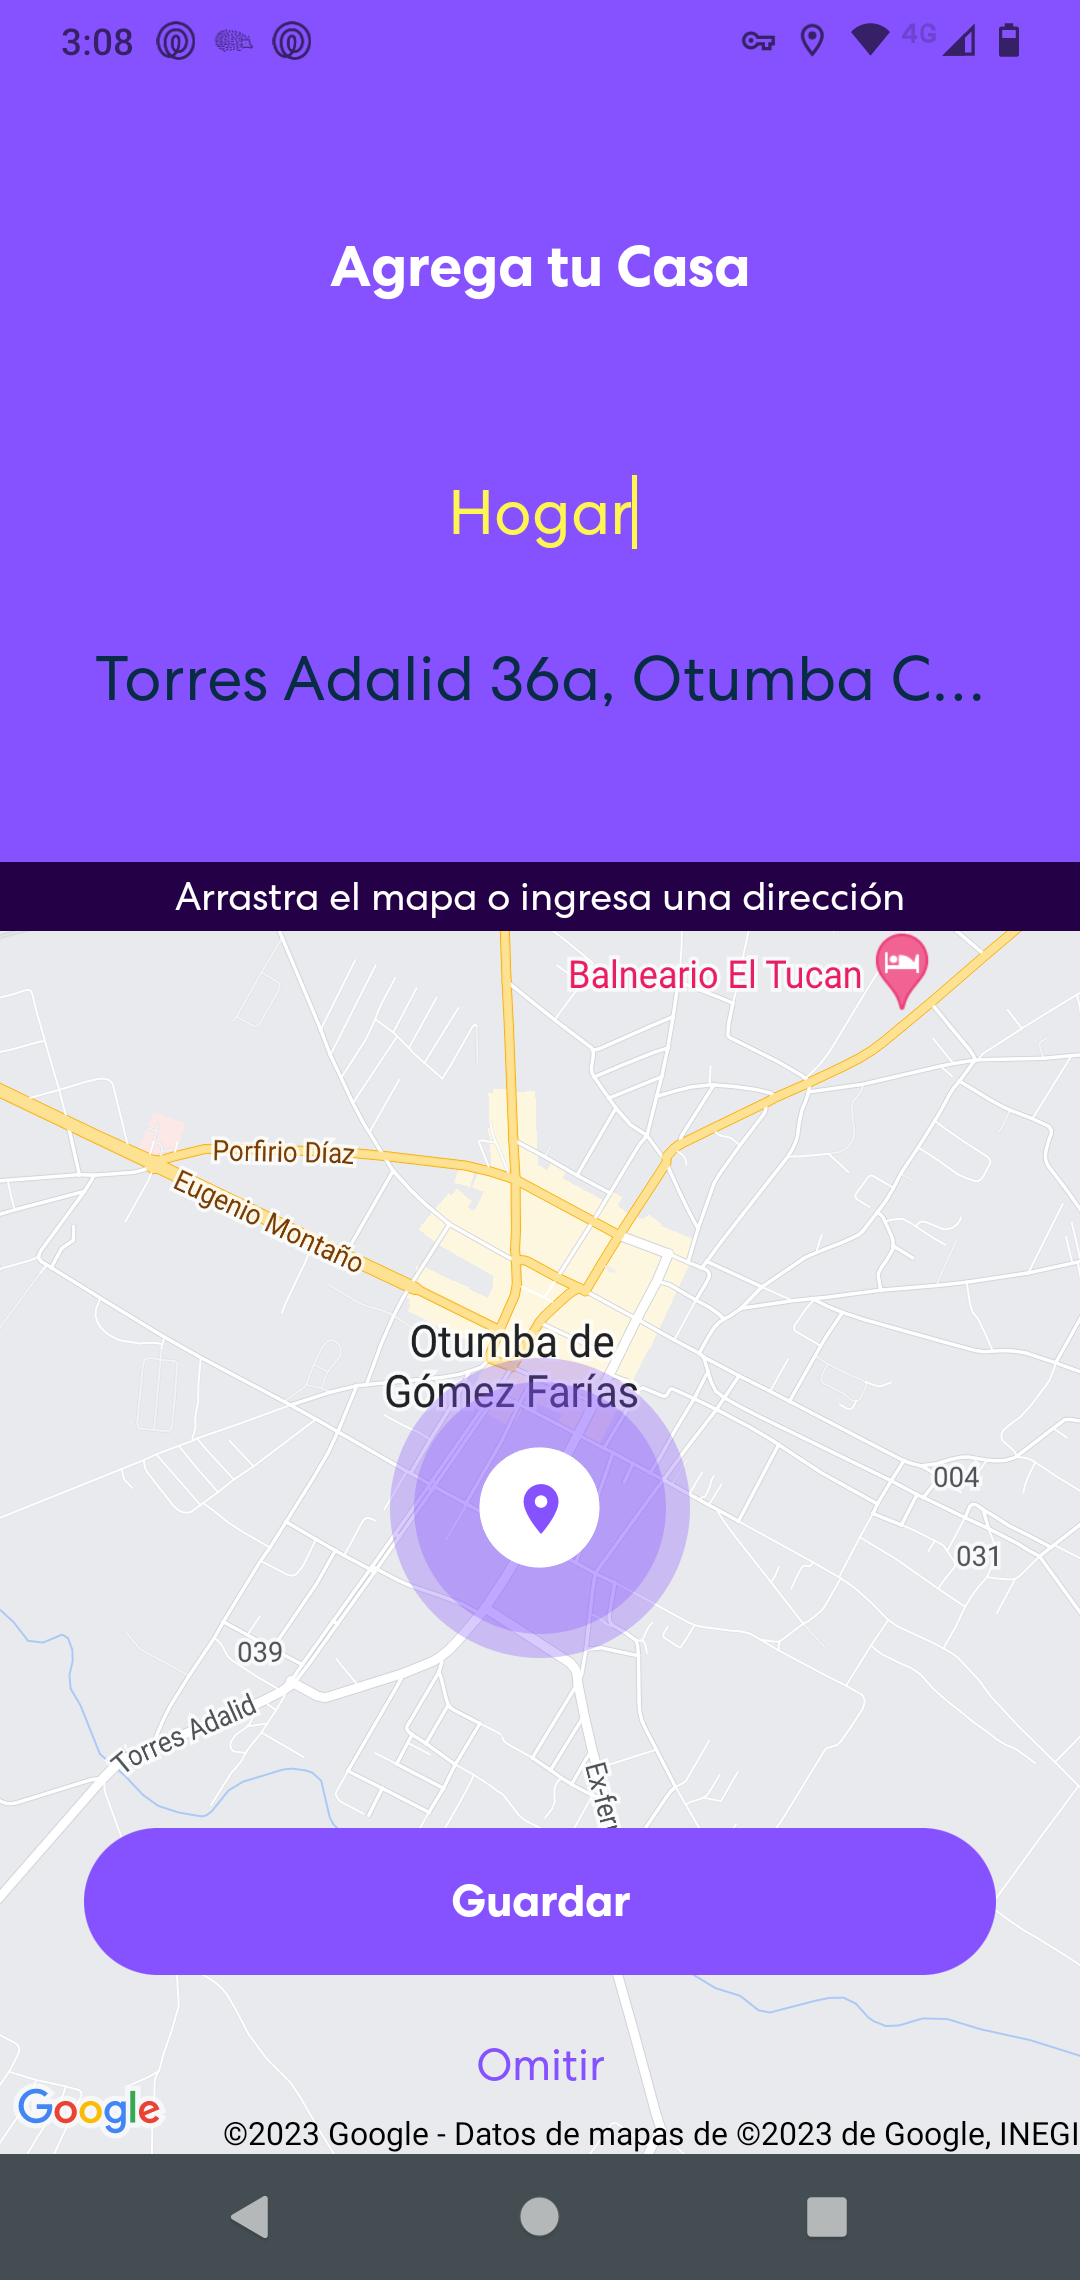 3:08
4G
Agrega tu Casa
Hogar
Torres Adalid 36a, Otumba C...
Arrastra el mapa o ingresa una dirección
Balneario El Tucan
Porfirio Díaz
Eugenio Montaño
Otumba de
Gómez Farías
004
031
039
Torres Adalid
Ex-ferr
Guardar
Omitir
Google
©2023 Google - Datos de mapas de ©2023 de Google, INEGI